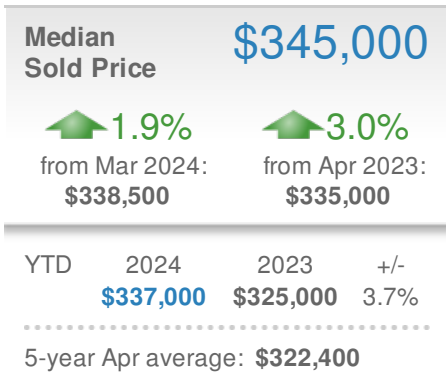 Median $345,000
Sold Price
1.9% 3.0%
from Mar 2024: from Apr 2023:
$338,500 $335,000
YTD 2024 2023 +/-
$337,000 $325,000 3.7%
5-year Apr average: $322,400